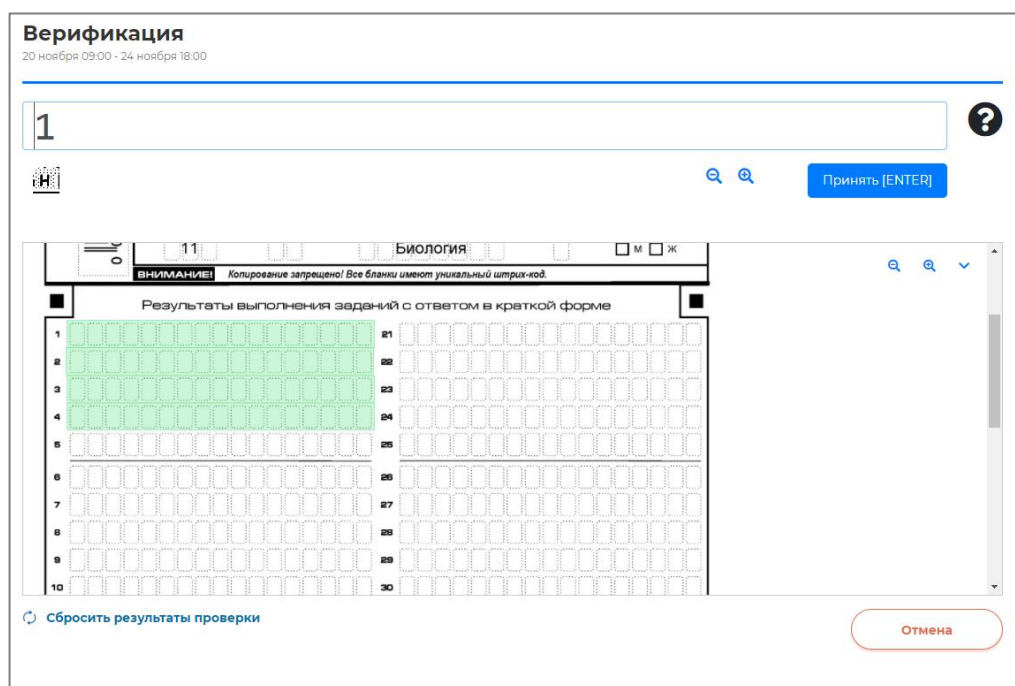 Верификация
20 ноября 09:00 - 24 ноября 18:00
1
?
Н
Принять [ENTER]
11 Биология М Ж
ВНИМАНИЕ! Копирование запрещено! Все бланки имеют уникальный штрих-код.
Результаты выполнения заданий с ответом в краткой форме
1 21
2 22
3 23
4 24
5 25
6 26
7 27
8 28
9 29
10 30
Сбросить результаты проверки
Отмена